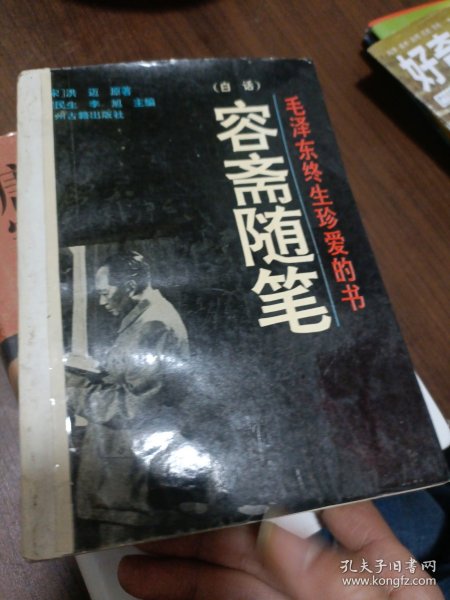 毛泽东终生珍爱的书
(白话)
容斋随笔
宋]洪 迈 原著
民生 李 旭 主编
州古籍出版社
好奇
孔夫子旧书网
www.kongfz.com